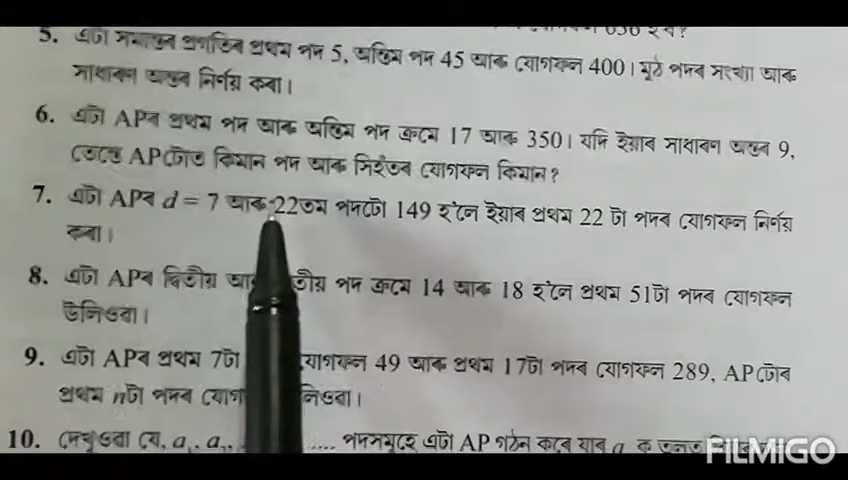 636 হ'ব?
5. এটা সমান্তৰ প্ৰগতিৰ প্ৰথম পদ 5, অন্তিম পদ 45 আৰু যোগফল 400। মুঠ পদৰ সংখ্যা আৰু
সাধাৰণ অন্তৰ নিৰ্ণয় কৰা।
6. এটা APৰ প্ৰথম পদ আৰু অন্তিম পদ ক্ৰমে 17 আৰু 350। যদি ইয়াৰ সাধাৰণ অন্তৰ 9,
তেন্তে APটোত কিমান পদ আৰু সিহঁতৰ যোগফল কিমান?
7. এটা APৰ d = 7 আৰু 22তম পদটো 149 হ'লে ইয়াৰ প্ৰথম 22 টা পদৰ যোগফল নিৰ্ণয়
কৰা।
8. এটা APৰ দ্বিতীয় তীয় পদ ক্ৰমে 14 আৰু 18 হ'লে প্ৰথম 51টা পদৰ যোগফল
উলিওৱা।
9. এটা APৰ প্ৰথম 7টা যোগফল 49 আৰু প্ৰথম 17টা পদৰ যোগফল 289, APটোৰ
প্ৰথম nটা পদৰ
10. দেখুওৱা যে, a₁, a₂, ..... পদসমূহে এটা AP গঠন কৰে যাৰ
FILMIGO